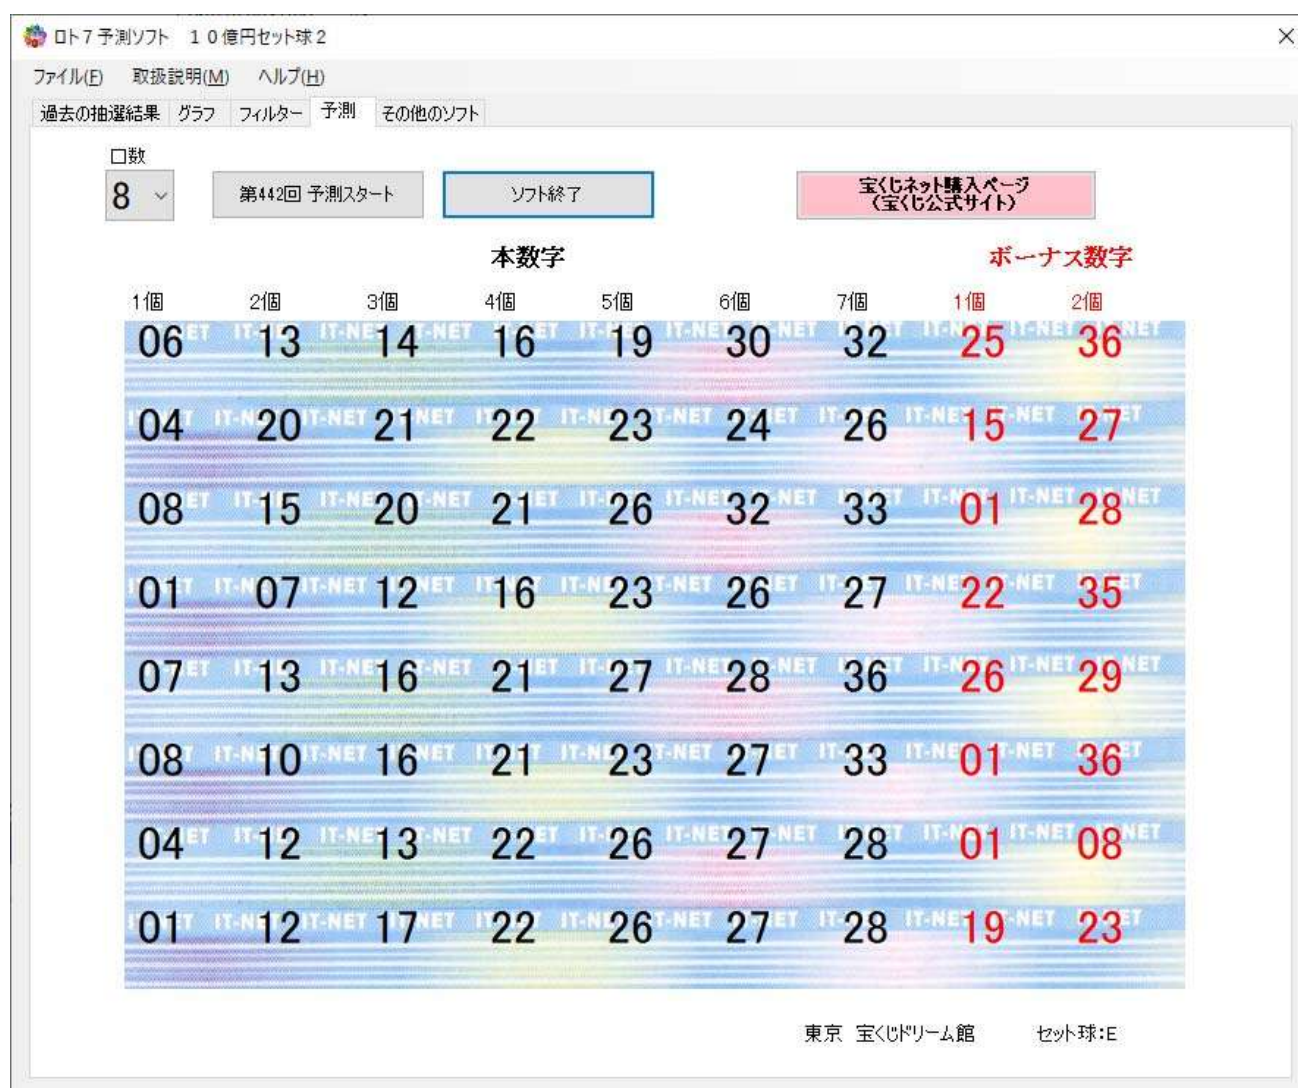 ロト7 予測ソフト １０億円セット球２
ファイル(F) 取扱説明(M) ヘルプ(H)
過去の抽選結果 グラフ フィルター 予測 その他のソフト
口数
8 第442回 予測スタート ソフト終了 宝くじネット購入ページ
（宝くじ公式サイト）
本数字 ボーナス数字
1個 2個 3個 4個 5個 6個 7個 1個 2個
06 13 14 16 19 30 32 25 36
04 20 21 22 23 24 26 15 27
08 15 20 21 26 32 33 01 28
01 07 12 16 23 26 27 22 35
07 13 16 21 27 28 36 26 29
08 10 16 21 23 27 33 01 36
04 12 13 22 26 27 28 01 08
01 12 17 22 26 27 28 19 23
東京 宝くじドリーム館 セット球:E